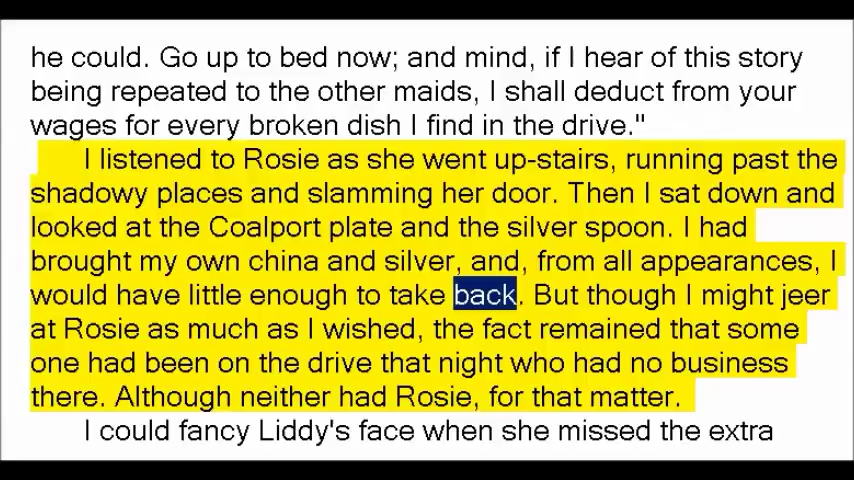 he could. Go up to bed now; and mind, if I hear of this story
being repeated to the other maids, I shall deduct from your
wages for every broken dish I find in the drive."
I listened to Rosie as she went up-stairs, running past the
shadowy places and slamming her door. Then I sat down and
looked at the Coalport plate and the silver spoon. I had
brought my own china and silver, and, from all appearances, I
would have little enough to take back. But though I might jeer
at Rosie as much as I wished, the fact remained that some
one had been on the drive that night who had no business
there. Although neither had Rosie, for that matter.
I could fancy Liddy's face when she missed the extra